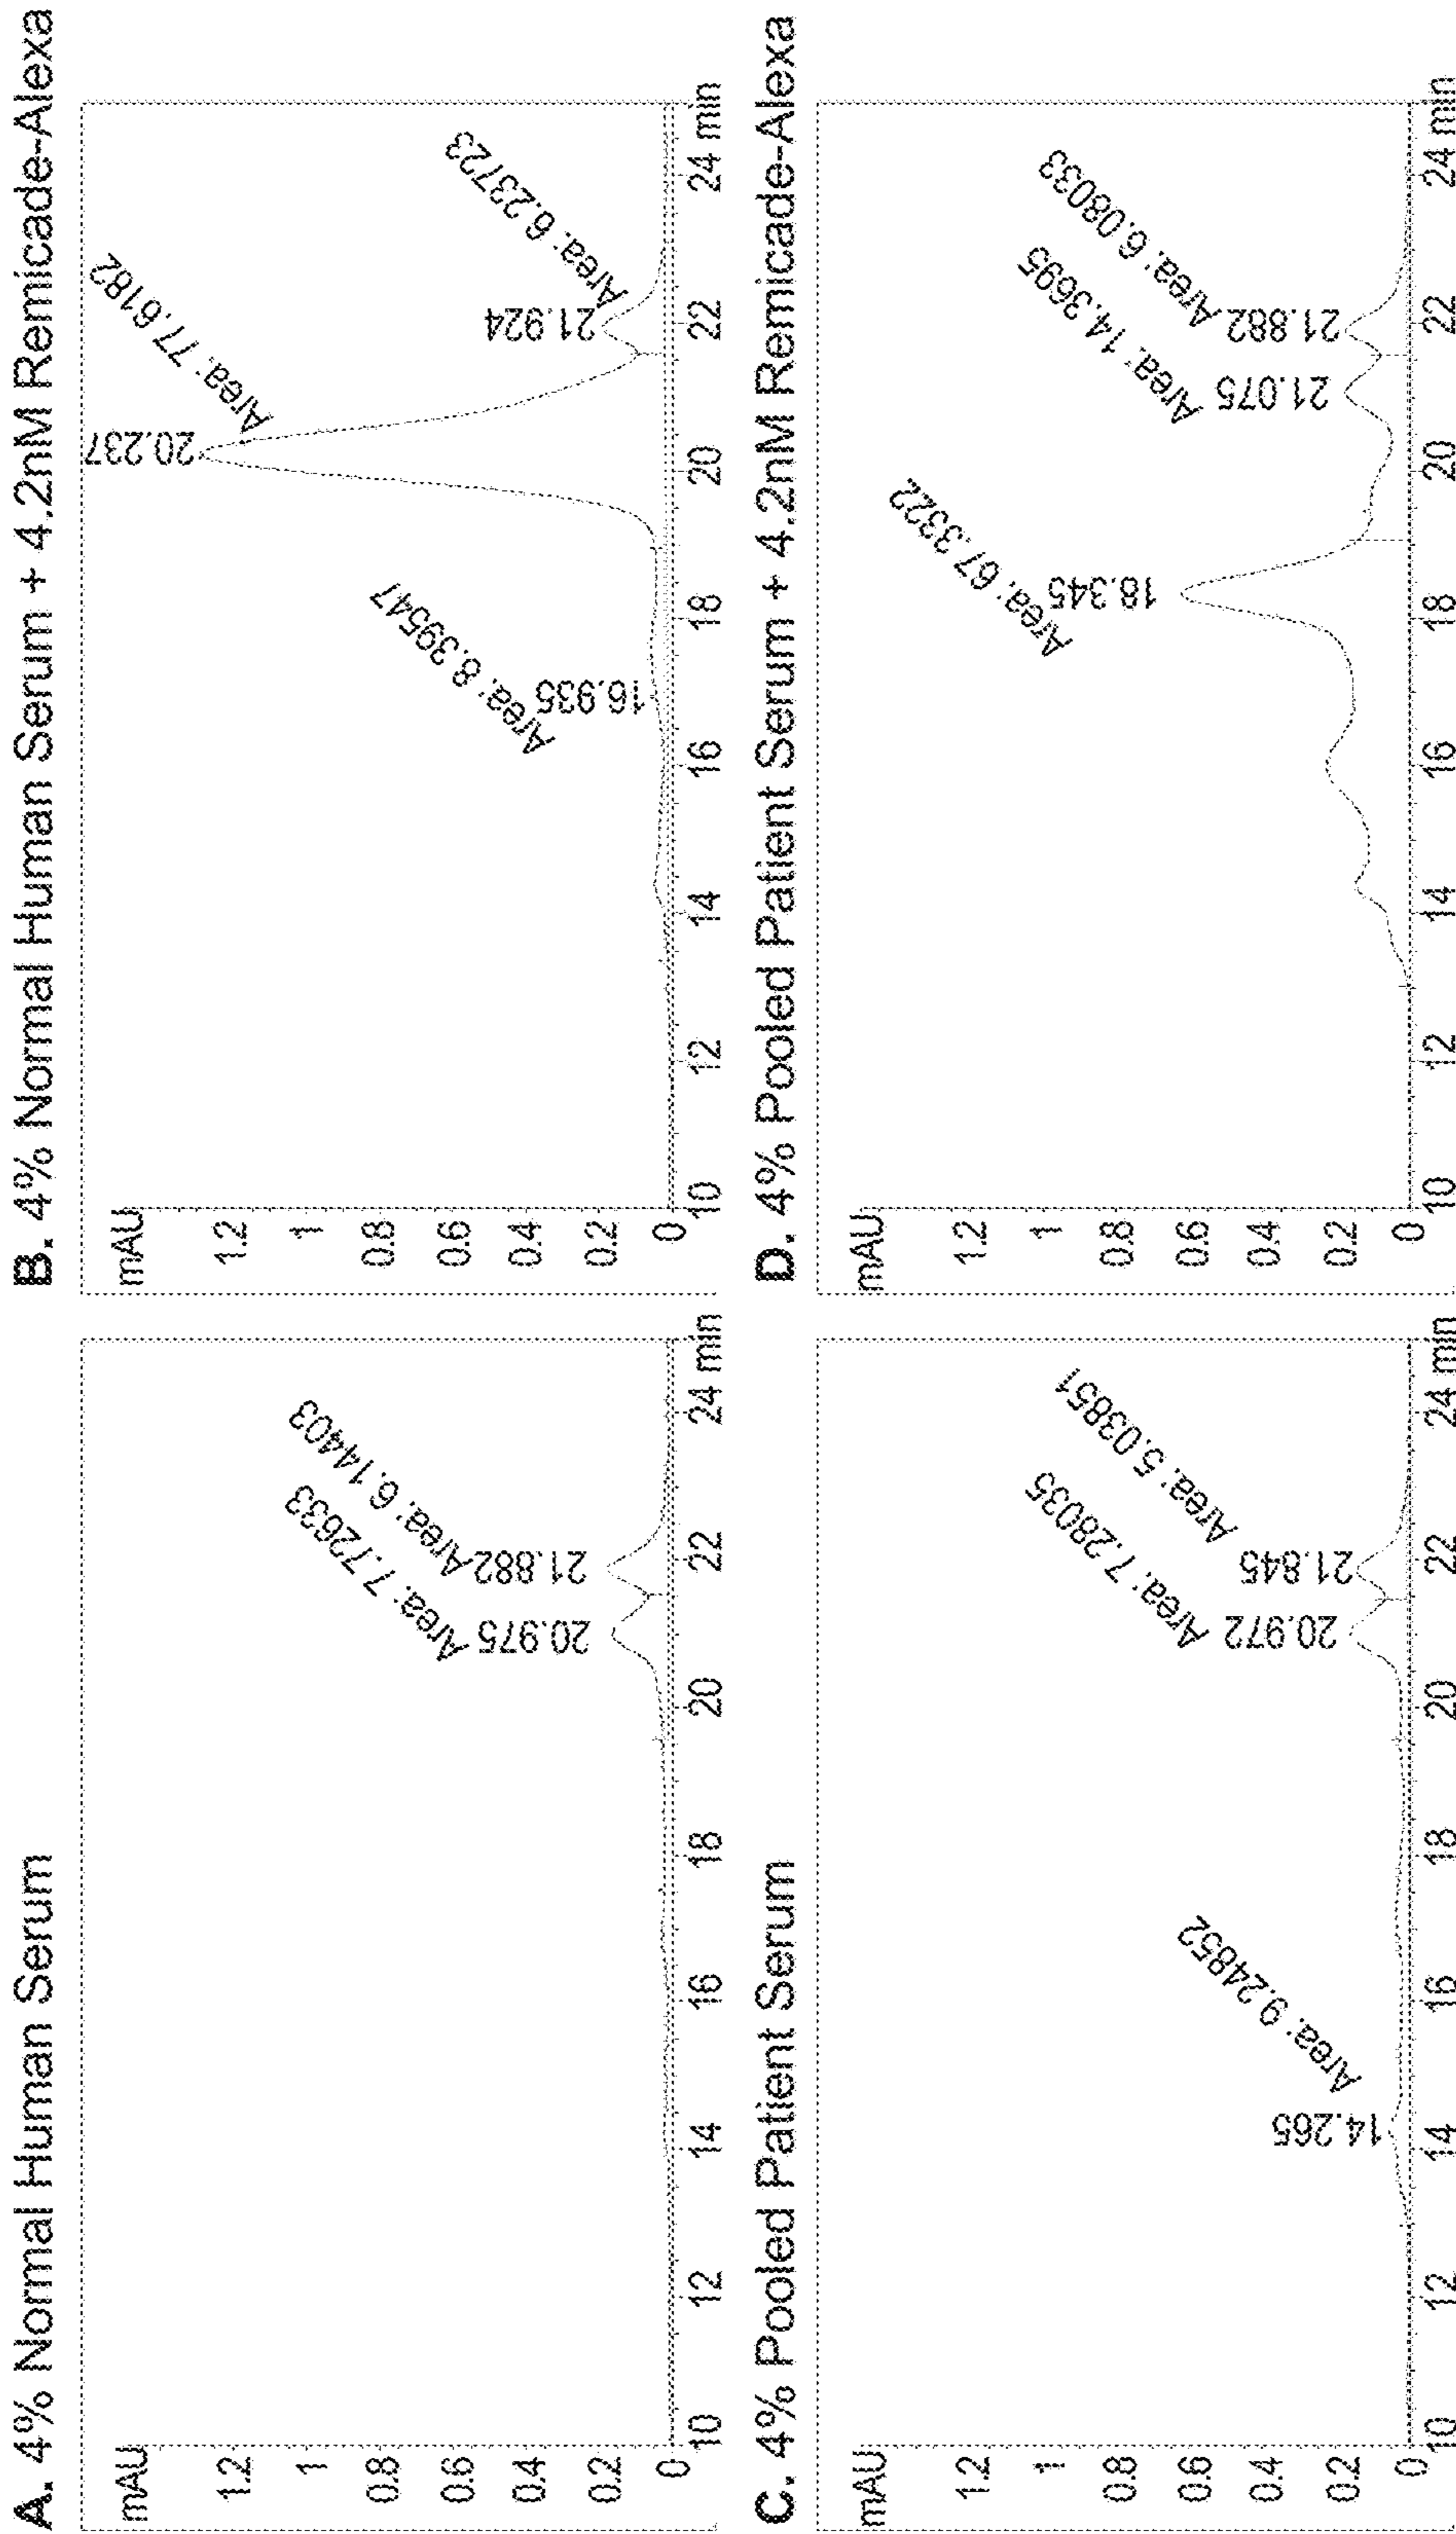 A. 4% Normal Human Serum
mAU
1.2
1
0.8
0.6
0.4
0.2
0
Area: 7.72633
20.975
Area: 6.14403
21.882
10 12 14 16 18 20 22 24 min
B. 4% Normal Human Serum + 4.2nM Remicade-Alexa
mAU
1.2
1
0.8
0.6
0.4
0.2
0
Area: 8.39547
16.935
20.237
Area: 77.6182
21.924
Area: 6.23723
10 12 14 16 18 20 22 24 min
C. 4% Pooled Patient Serum
mAU
1.2
1
0.8
0.6
0.4
0.2
0
14.265
Area: 9.24852
20.972
Area: 7.28035
21.845
Area: 5.03851
10 12 14 16 18 20 22 24 min
D. 4% Pooled Patient Serum + 4.2nM Remicade-Alexa
mAU
1.2
1
0.8
0.6
0.4
0.2
0
18.345
Area: 67.3322
21.075
Area: 14.3695
21.882
Area: 6.08033
10 12 14 16 18 20 22 24 min